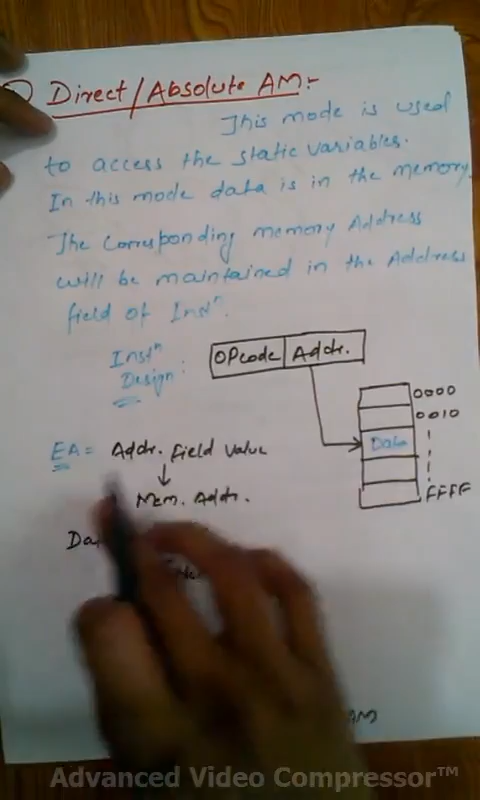 Direct/Absolute AM:-
This mode is used
to access the static variables.
In this mode data is in the memory.
The Corresponding memory Address
will be maintained in the Address
field of Instⁿ.
Instⁿ
Design:
OPcode Addr.
0000
0010
Data
FFFF
EA = Addr. field value
↓
Mem. Addr.
AM
Advanced Video Compressor™